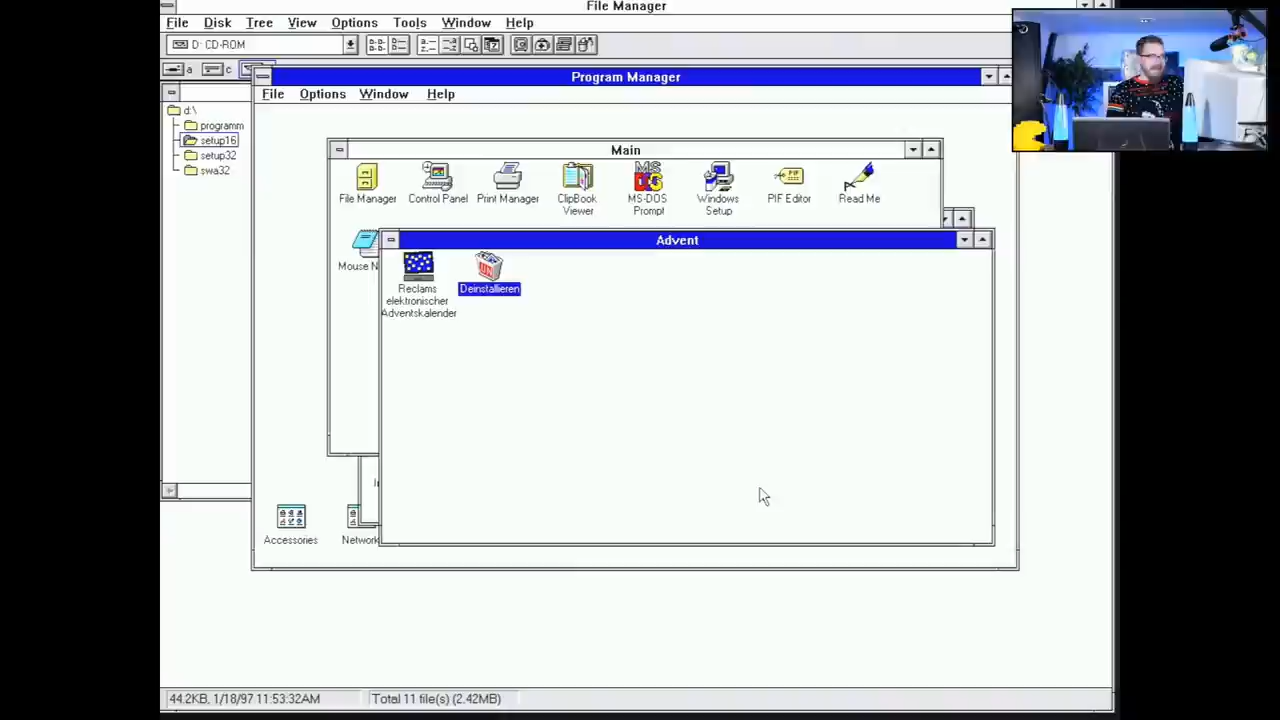 File Manager
File Disk Tree View Options Tools Window Help
D: CD-ROM
a c
Program Manager
File Options Window Help
d:\
programm
setup16
setup32
swa32
Main
File Manager
Control Panel
Print Manager
ClipBook
Viewer
MS-DOS
Prompt
Windows
Setup
PIF Editor
Read Me
Mouse N
Advent
Reclams
elektronischer
Adventskalender
Deinstallieren
Accessories
Network
44.2KB, 1/18/97 11:53:32AM
Total 11 file(s) (2.42MB)